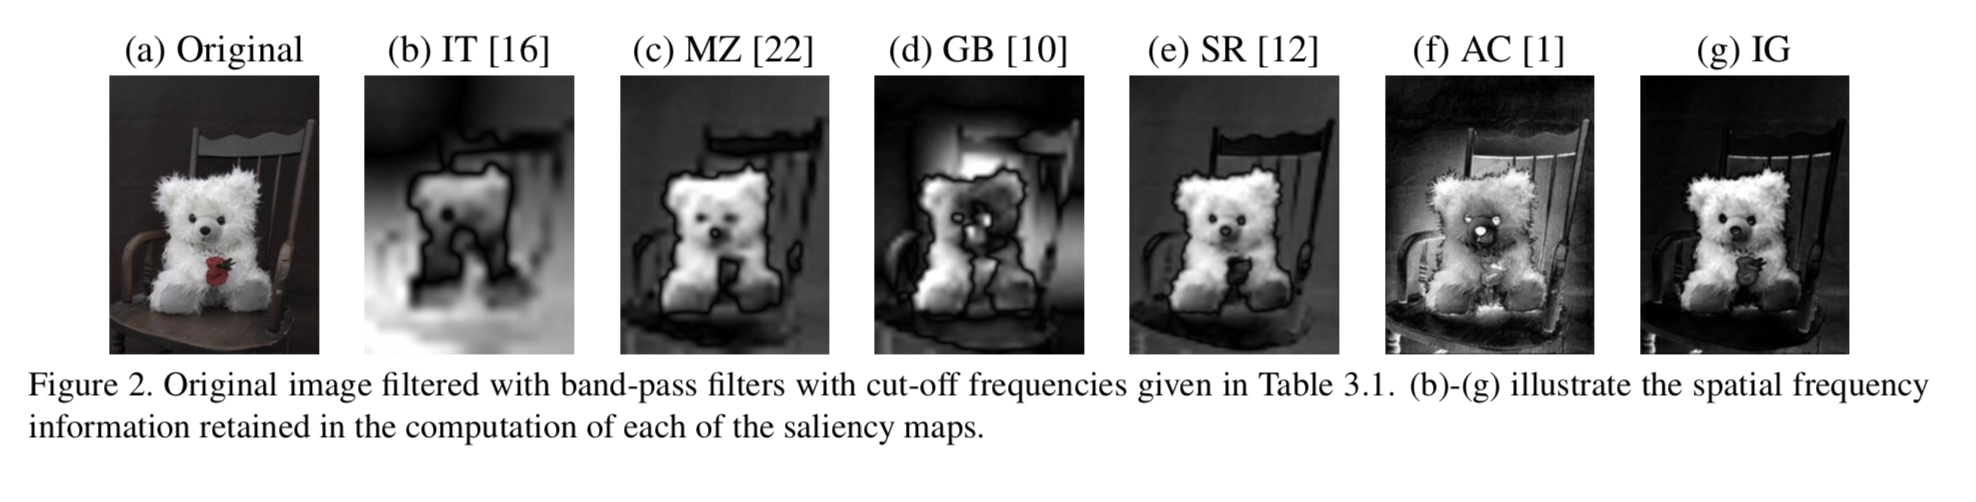 (a) Original (b) IT [16] (c) MZ [22] (d) GB [10] (e) SR [12] (f) AC [1] (g) IG
Figure 2. Original image filtered with band-pass filters with cut-off frequencies given in Table 3.1. (b)-(g) illustrate the spatial frequency
information retained in the computation of each of the saliency maps.